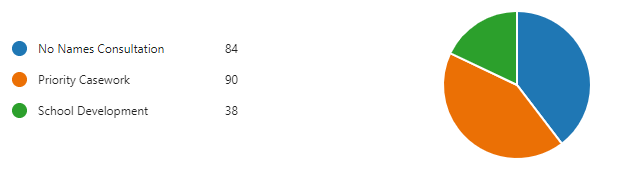 No Names Consultation 84
Priority Casework 90
School Development 38